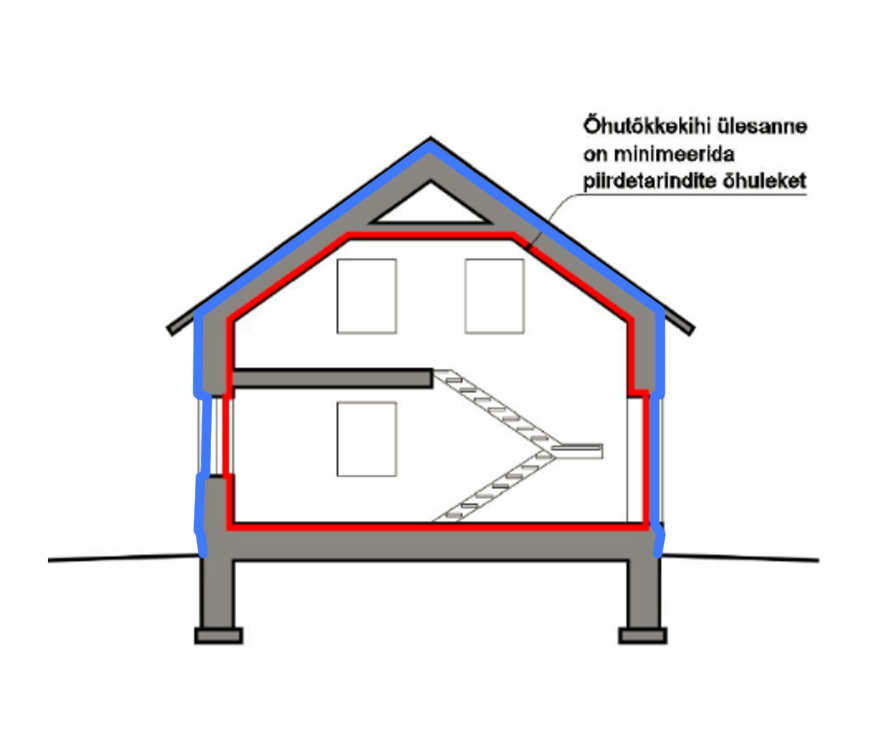 Õhutõkkekihi ülesanne
on minimeerida
piirdetarindite õhuleket